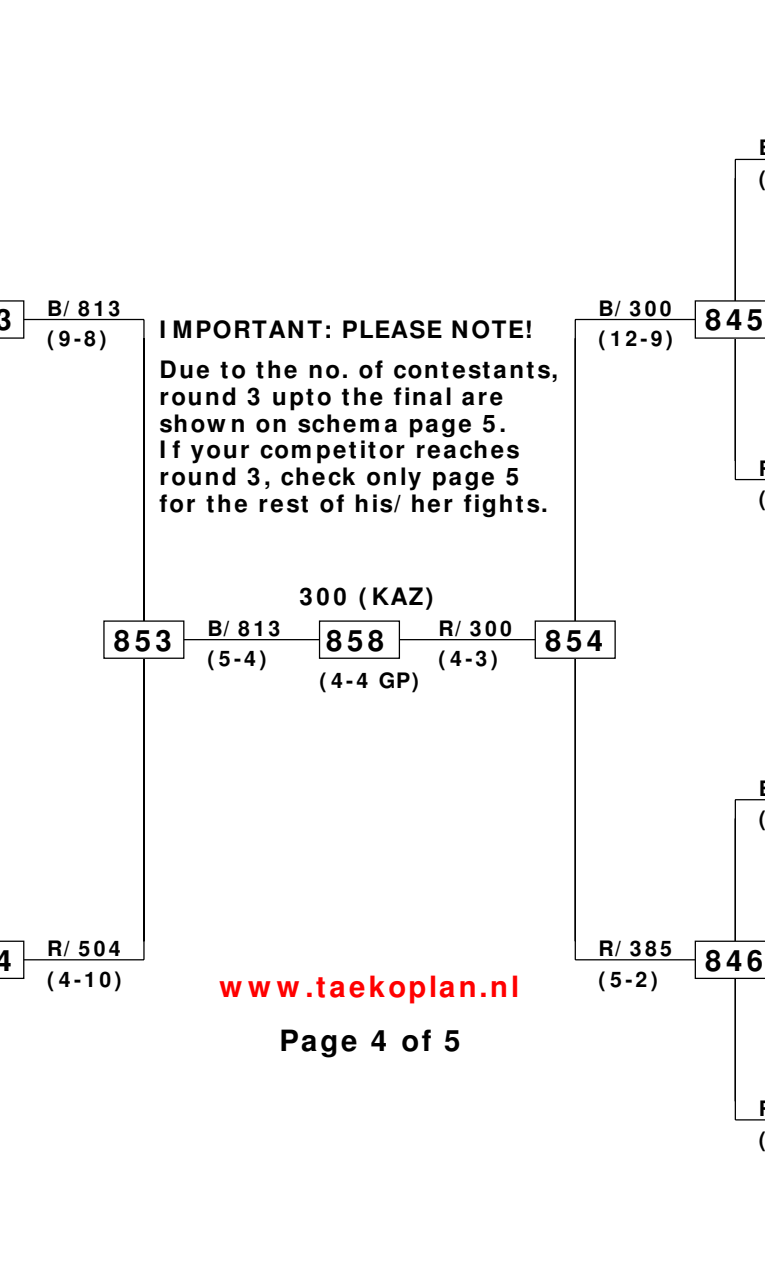 B/813
(9-8)
3
IMPORTANT: PLEASE NOTE!
Due to the no. of contestants,
round 3 upto the final are
shown on schema page 5.
If your competitor reaches
round 3, check only page 5
for the rest of his/her fights.
B/300
(12-9)
845
300 (KAZ)
853
B/813
(5-4)
858
(4-4 GP)
R/300
(4-3)
854
4
R/504
(4-10)
R/385
(5-2)
846
www.taekoplan.nl
Page 4 of 5